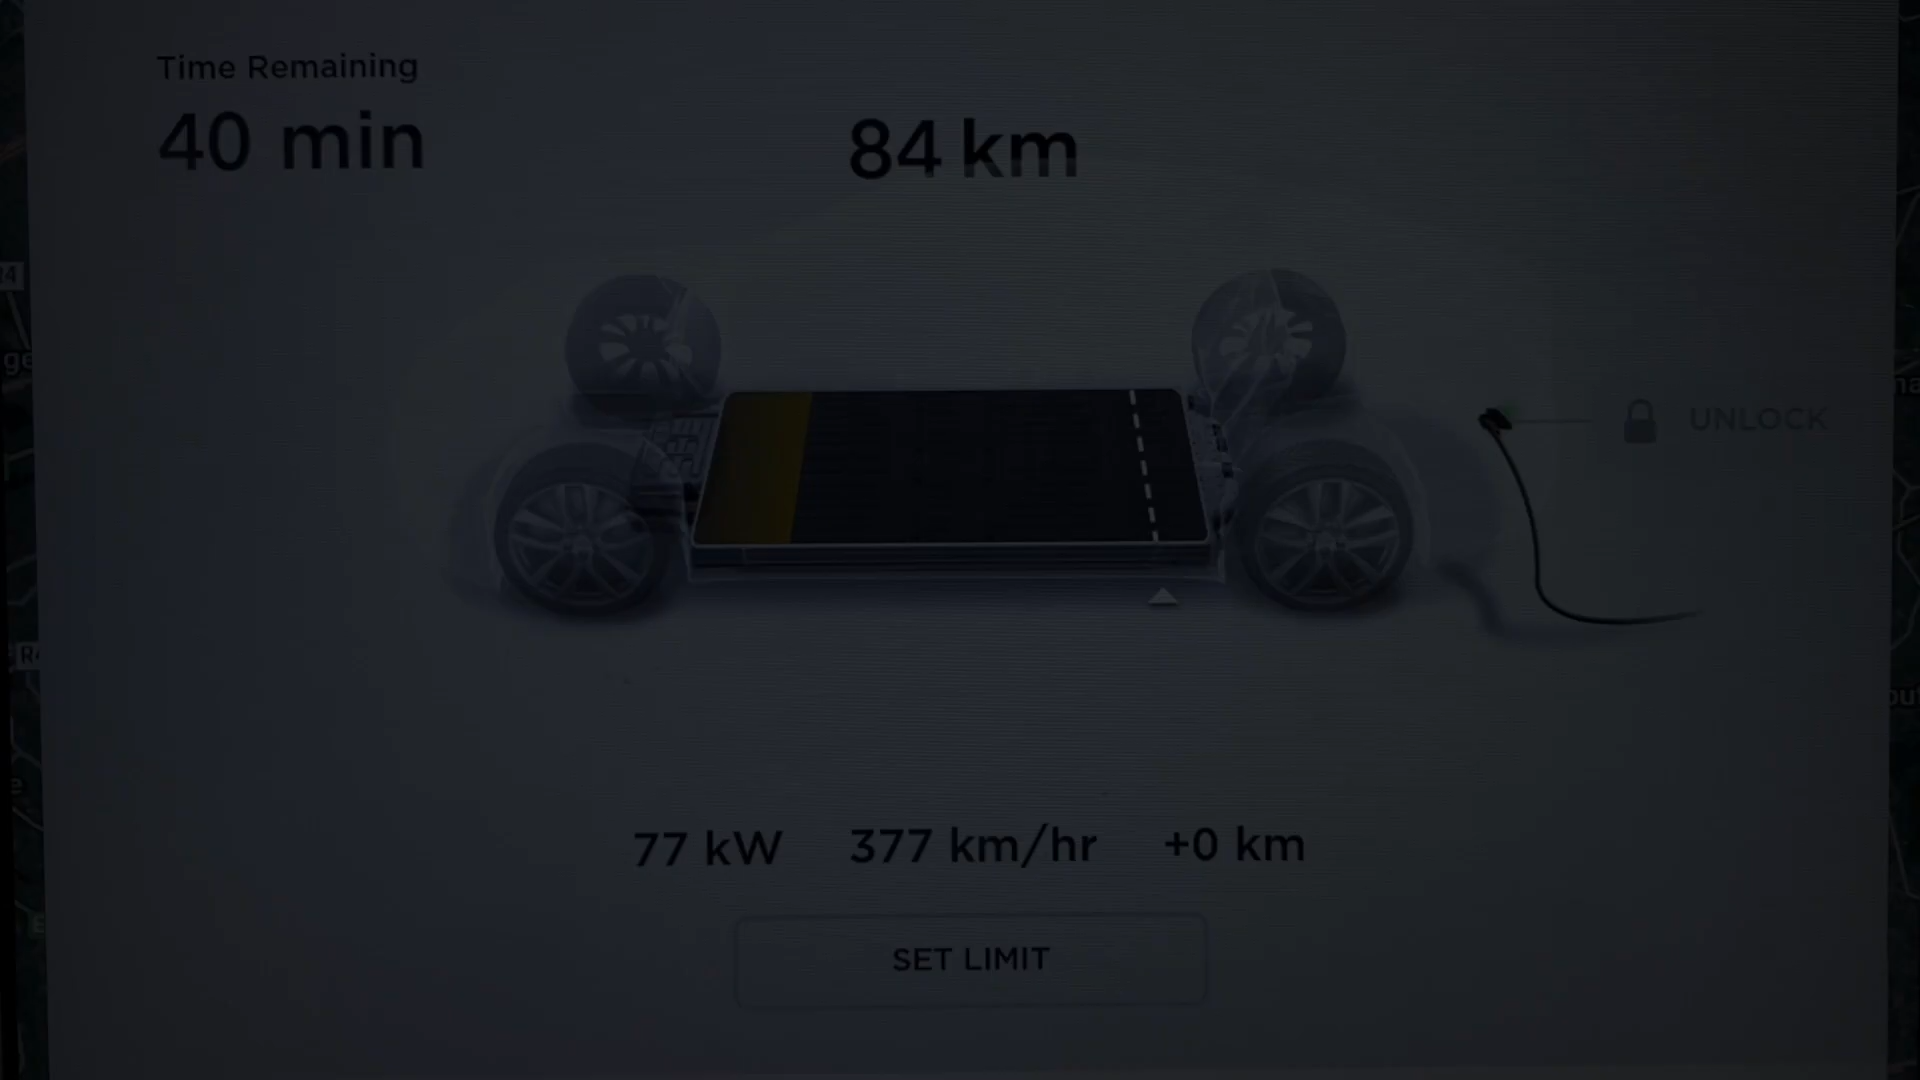 Time Remaining
40 min
84 km
UNLOCK
77 kW 377 km/hr +0 km
SET LIMIT